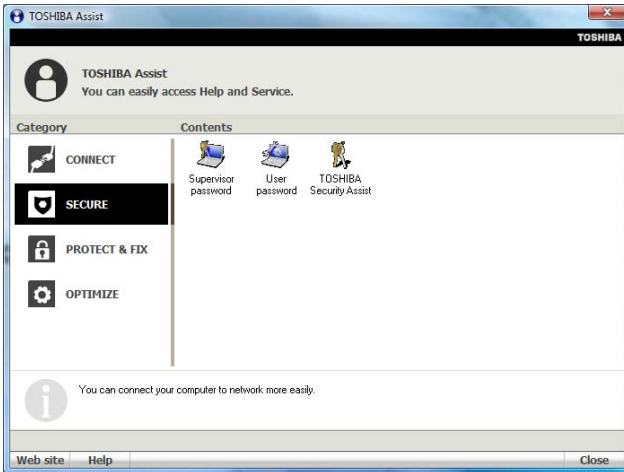 TOSHIBA Assist
TOSHIBA
TOSHIBA Assist
You can easily access Help and Service.
Category
Contents
CONNECT
SECURE
PROTECT & FIX
OPTIMIZE
Supervisor
password
User
password
TOSHIBA
Security Assist
You can connect your computer to network more easily.
Web site
Help
Close